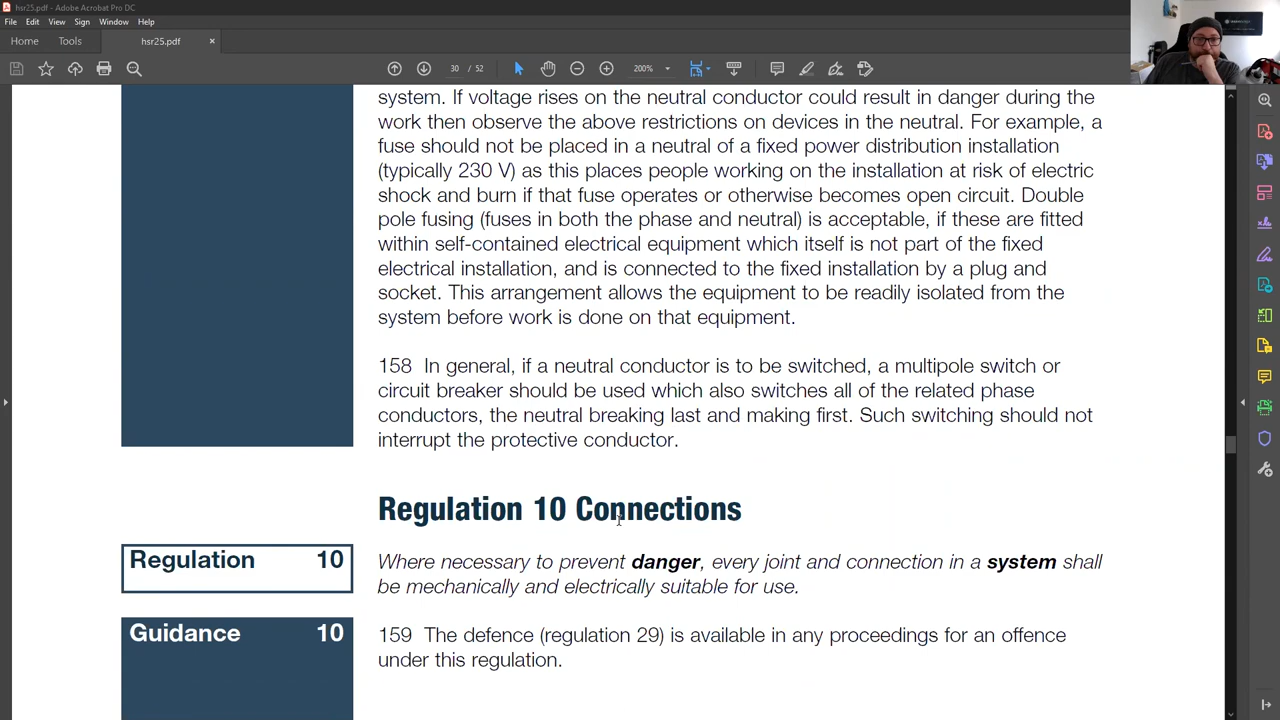 hsr25.pdf - Adobe Acrobat Pro DC
File Edit View Sign Window Help
Home Tools hsr25.pdf ×
30 / 52 200%
system. If voltage rises on the neutral conductor could result in danger during the
work then observe the above restrictions on devices in the neutral. For example, a
fuse should not be placed in a neutral of a fixed power distribution installation
(typically 230 V) as this places people working on the installation at risk of electric
shock and burn if that fuse operates or otherwise becomes open circuit. Double
pole fusing (fuses in both the phase and neutral) is acceptable, if these are fitted
within self-contained electrical equipment which itself is not part of the fixed
electrical installation, and is connected to the fixed installation by a plug and
socket. This arrangement allows the equipment to be readily isolated from the
system before work is done on that equipment.
158 In general, if a neutral conductor is to be switched, a multipole switch or
circuit breaker should be used which also switches all of the related phase
conductors, the neutral breaking last and making first. Such switching should not
interrupt the protective conductor.
Regulation 10 Connections
Regulation 10
Where necessary to prevent danger, every joint and connection in a system shall
be mechanically and electrically suitable for use.
Guidance 10
159 The defence (regulation 29) is available in any proceedings for an offence
under this regulation.